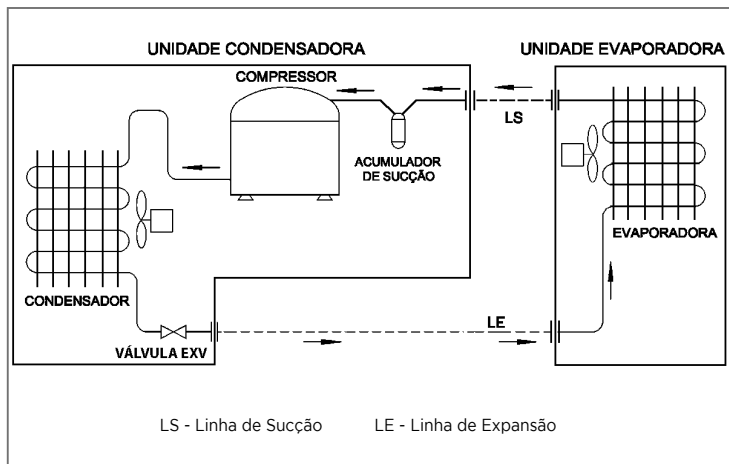 UNIDADE CONDENSADORA
UNIDADE EVAPORADORA
COMPRESSOR
LS
ACUMULADOR
DE SUCÇÃO
EVAPORADORA
CONDENSADOR
LE
VÁLVULA EXV
LS - Linha de Sucção
LE - Linha de Expansão